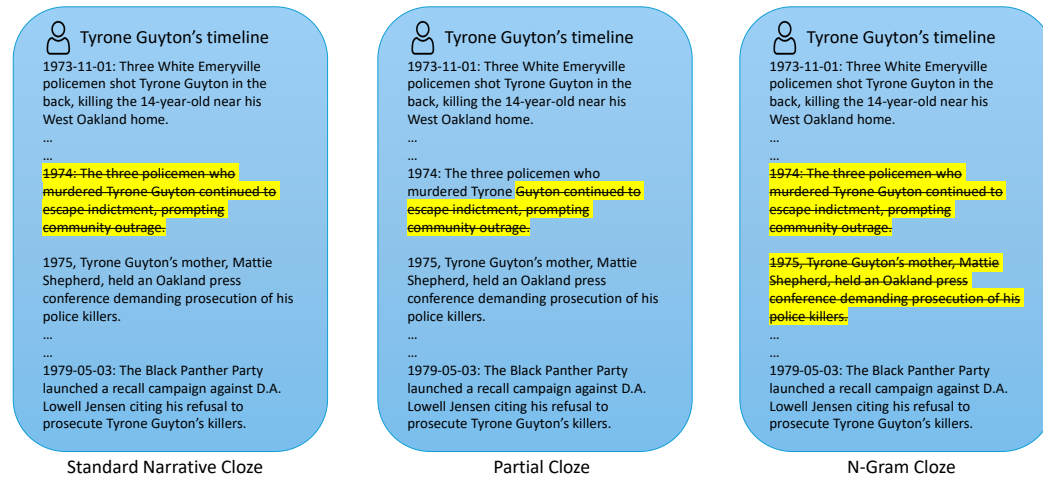 Tyrone Guyton's timeline
1973-11-01: Three White Emeryville
policemen shot Tyrone Guyton in the
back, killing the 14-year-old near his
West Oakland home.
…
…
1974: The three policemen who
murdered Tyrone Guyton continued to
escape indictment, prompting
community outrage.
1975, Tyrone Guyton's mother, Mattie
Shepherd, held an Oakland press
conference demanding prosecution of his
police killers.
…
…
1979-05-03: The Black Panther Party
launched a recall campaign against D.A.
Lowell Jensen citing his refusal to
prosecute Tyrone Guyton's killers.
Standard Narrative Cloze
Tyrone Guyton's timeline
1973-11-01: Three White Emeryville
policemen shot Tyrone Guyton in the
back, killing the 14-year-old near his
West Oakland home.
…
…
1974: The three policemen who
murdered Tyrone Guyton continued to
escape indictment, prompting
community outrage.
1975, Tyrone Guyton's mother, Mattie
Shepherd, held an Oakland press
conference demanding prosecution of his
police killers.
…
…
1979-05-03: The Black Panther Party
launched a recall campaign against D.A.
Lowell Jensen citing his refusal to
prosecute Tyrone Guyton's killers.
Partial Cloze
Tyrone Guyton's timeline
1973-11-01: Three White Emeryville
policemen shot Tyrone Guyton in the
back, killing the 14-year-old near his
West Oakland home.
…
…
1974: The three policemen who
murdered Tyrone Guyton continued to
escape indictment, prompting
community outrage.
1975, Tyrone Guyton's mother, Mattie
Shepherd, held an Oakland press
conference demanding prosecution of his
police killers.
…
…
1979-05-03: The Black Panther Party
launched a recall campaign against D.A.
Lowell Jensen citing his refusal to
prosecute Tyrone Guyton's killers.
N-Gram Cloze